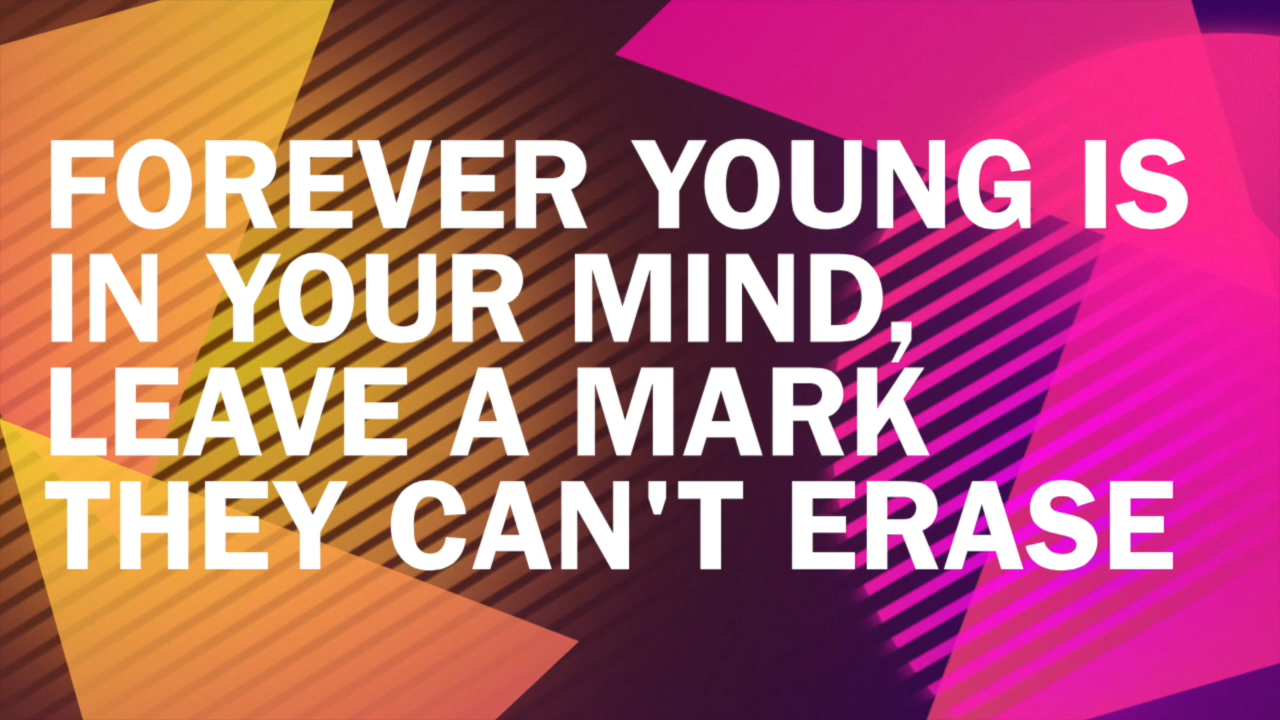 FOREVER YOUNG IS
IN YOUR MIND,
LEAVE A MARK
THEY CAN'T ERASE